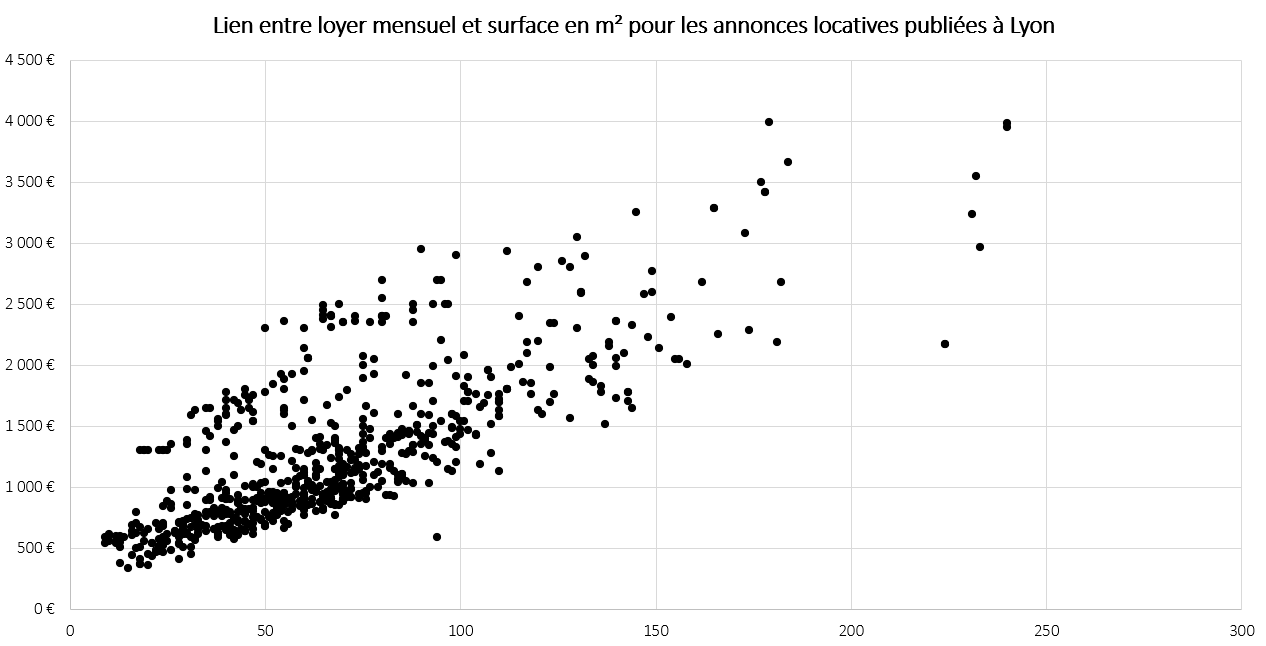 Lien entre loyer mensuel et surface en m² pour les annonces locatives publiées à Lyon
4 500 €
4 000 €
3 500 €
3 000 €
2 500 €
2 000 €
1 500 €
1 000 €
500 €
0 €
0 50 100 150 200 250 300